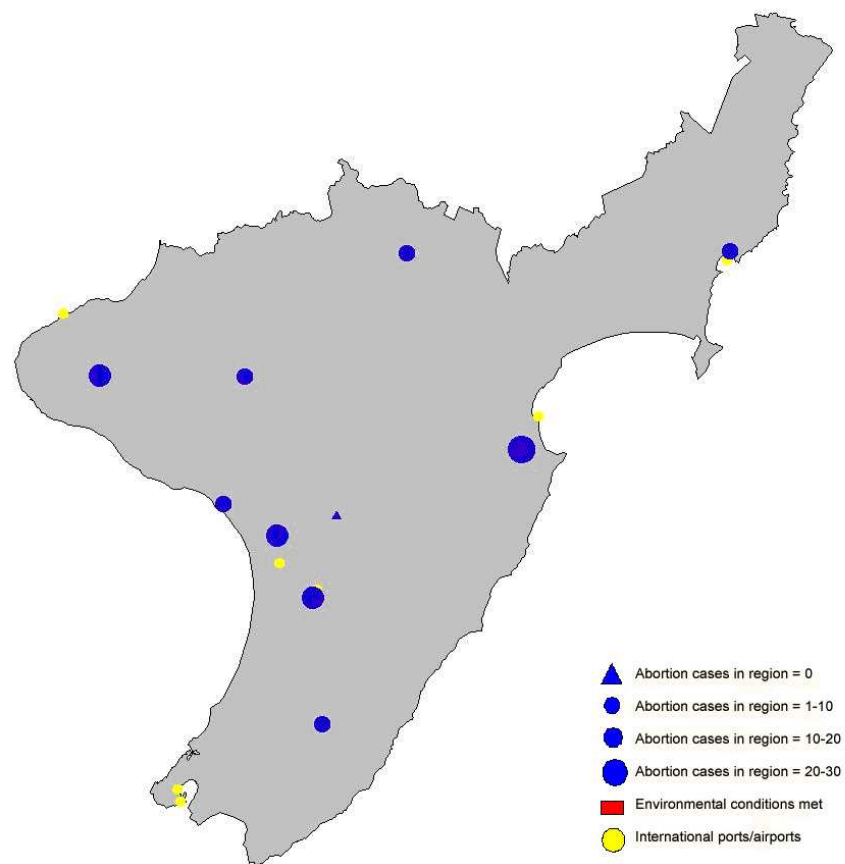 Abortion cases in region = 0
Abortion cases in region = 1-10
Abortion cases in region = 10-20
Abortion cases in region = 20-30
Environmental conditions met
International ports/airports